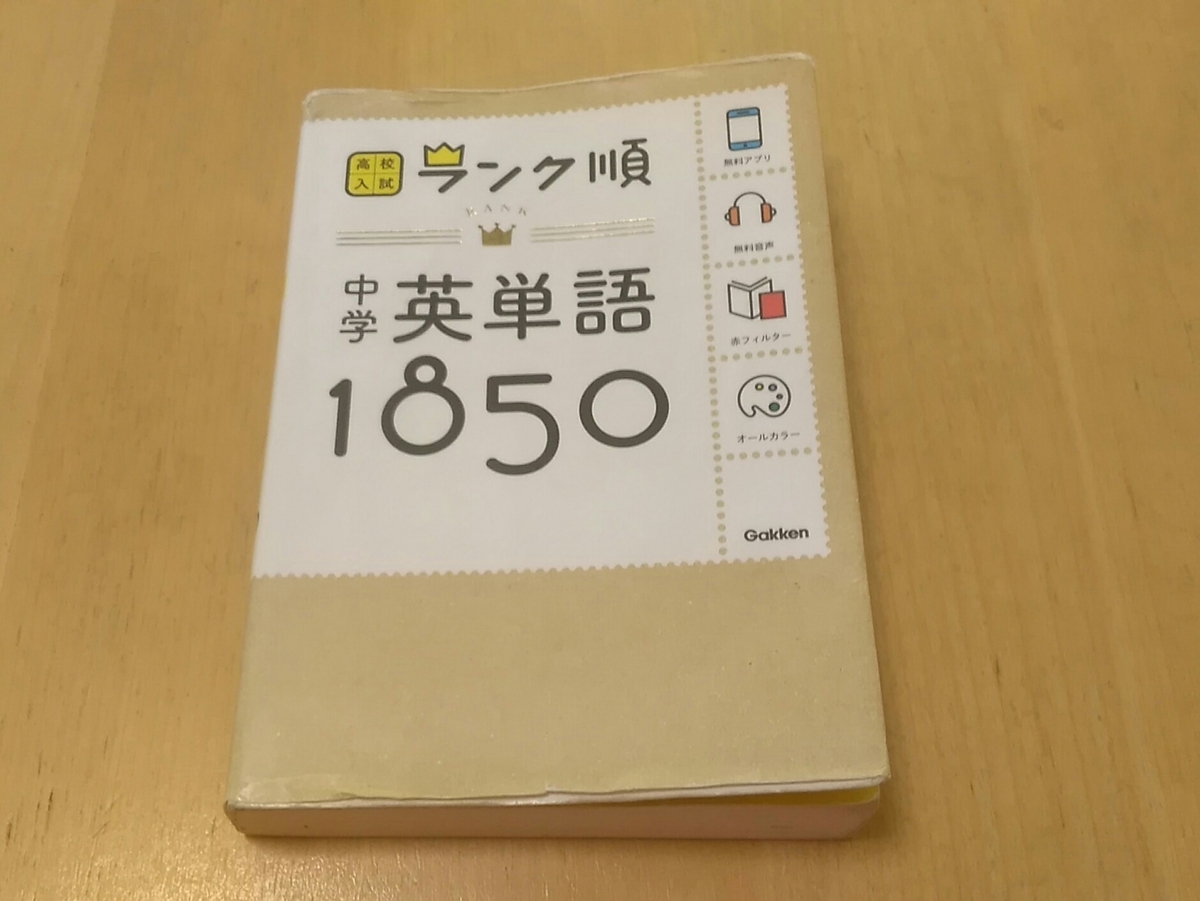 高校
入試
ランク順
RANK
中学
英単語
1850
無料アプリ
無料音声
赤フィルター
オールカラー
Gakken